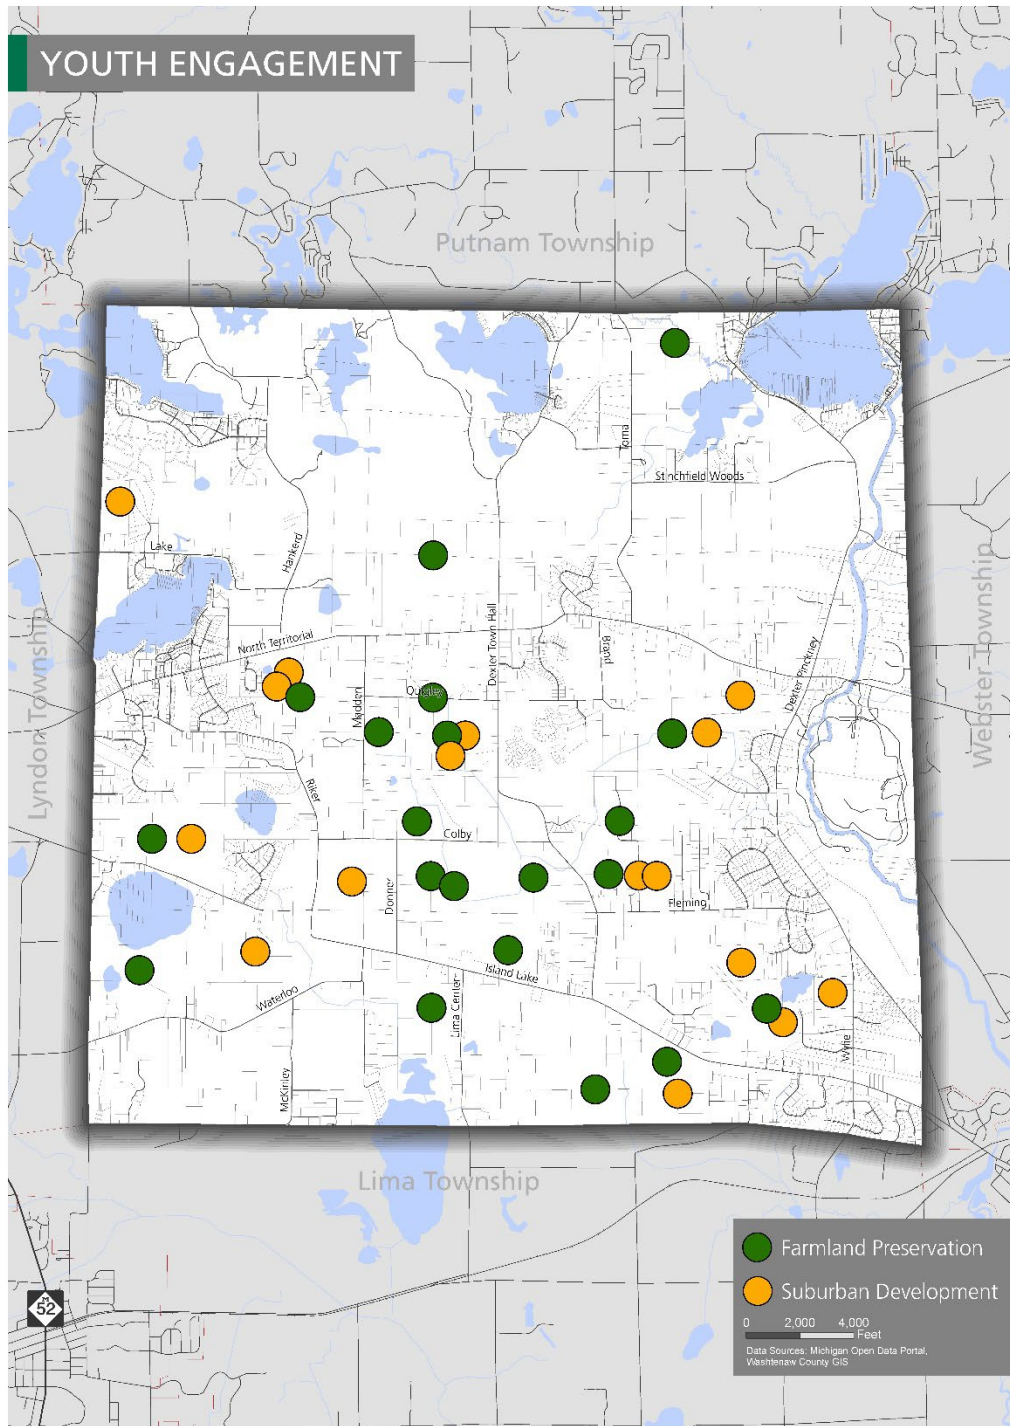 YOUTH ENGAGEMENT
Putnam Township
Toma
Stinchfield Woods
Lake
Hankerd
Lyndon Township
Webster Township
North Territorial
Dexter Town Hall
Brand
Dexter Pinckney
Quigley
Madden
Riker
Colby
Donner
Fleming
Island Lake
Waterloo
Lima Center
Wylie
McKinley
Lima Township
Farmland Preservation
Suburban Development
0 2,000 4,000
Feet
Data Sources: Michigan Open Data Portal,
Washtenaw County GIS
M
52